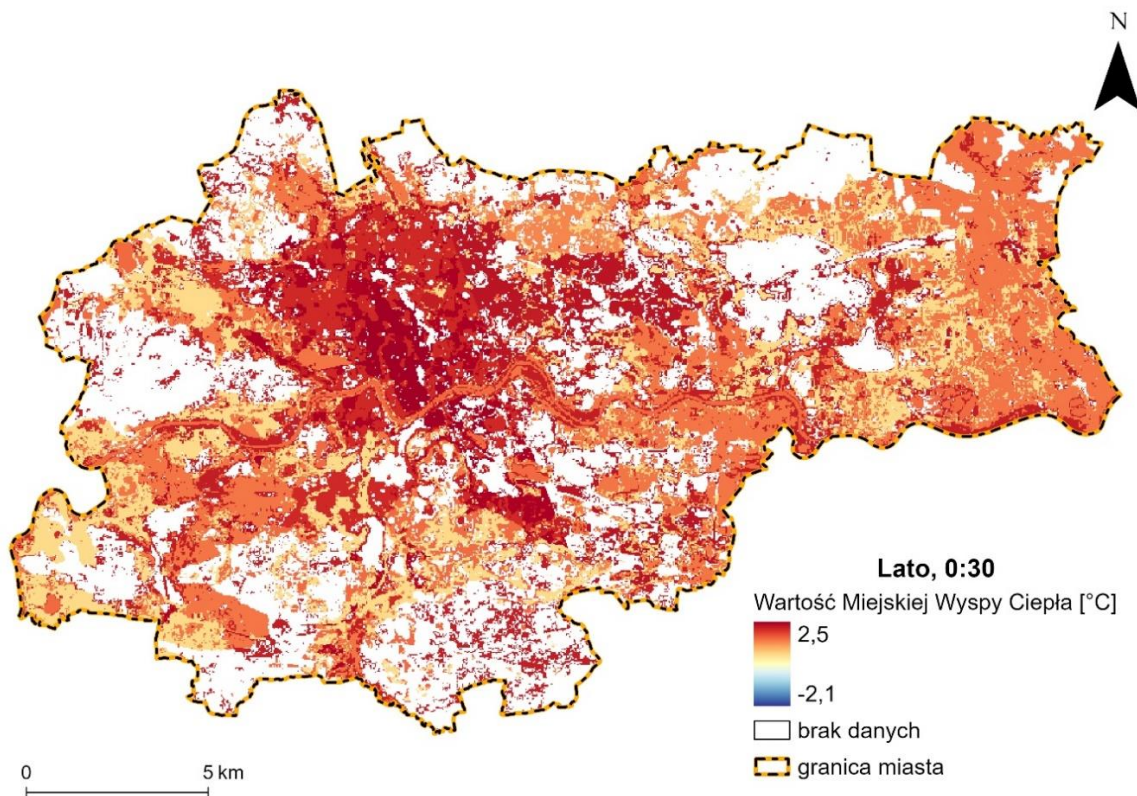 N
Lato, 0:30
Wartość Miejskiej Wyspy Ciepła [°C]
2,5
-2,1
brak danych
granica miasta
0 5 km